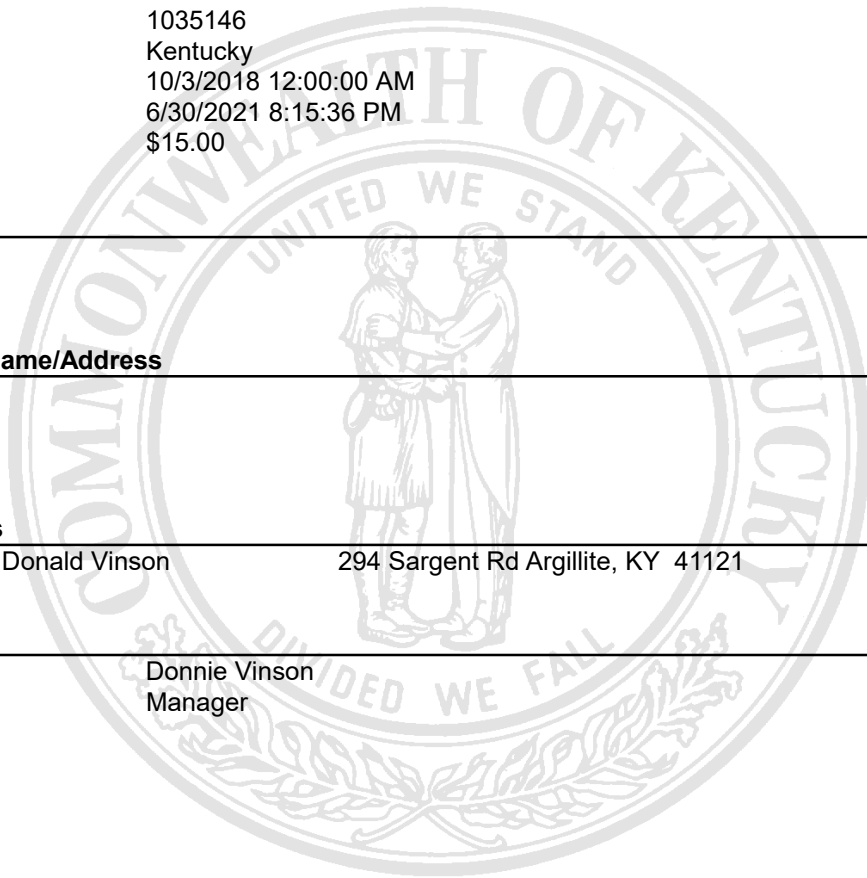 1035146
Kentucky
10/3/2018 12:00:00 AM
6/30/2021 8:15:36 PM
$15.00
COMMONWEALTH OF KENTUCKY
UNITED WE STAND
ame/Address
s
Donald Vinson 294 Sargent Rd Argillite, KY 41121
Donnie Vinson
Manager
DIVIDED WE FALL